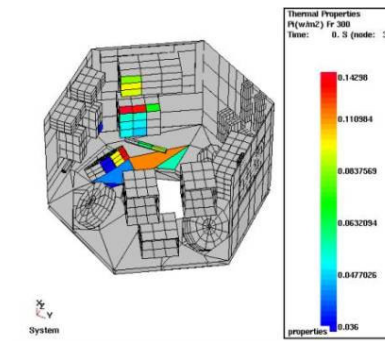 Thermal Properties
Pi(w/m2) Fr 300
Time: 0. S (node: 3
0.14298
0.110984
0.0837569
0.0632094
0.0477026
0.036
properties
X Z Y
System